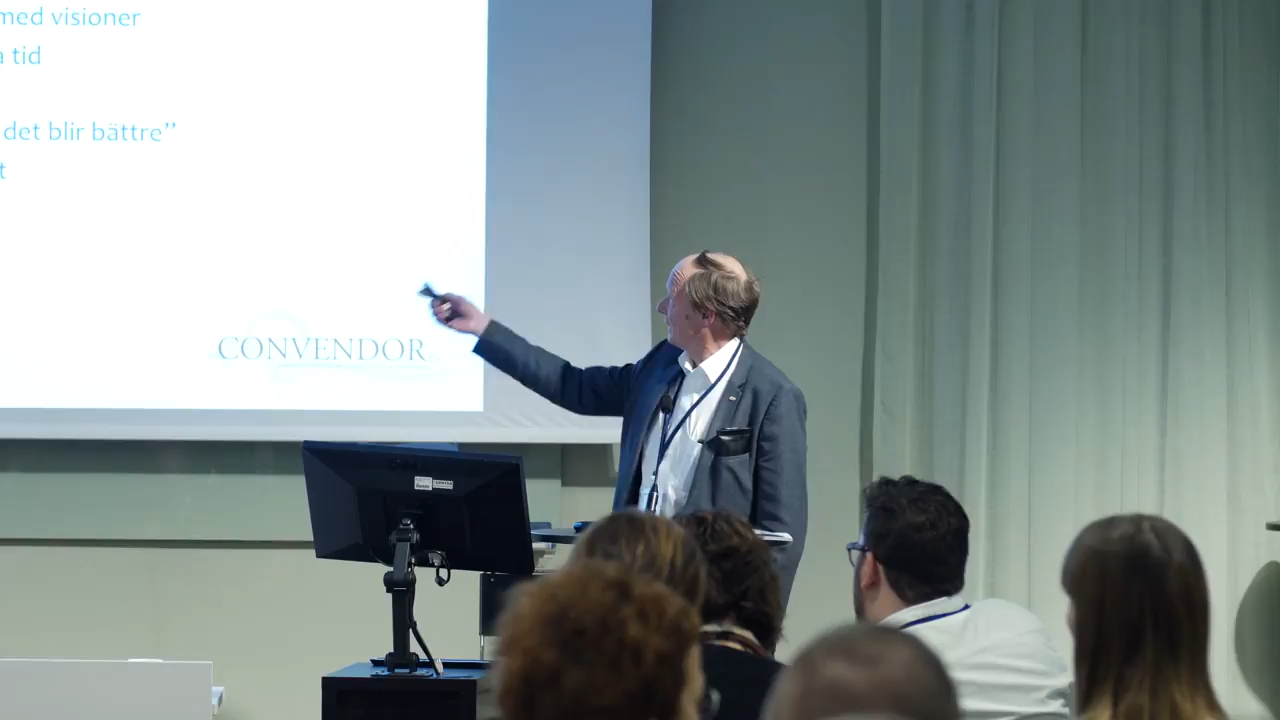 med visioner
a tid
det blir bättre”
t
CONVENDOR